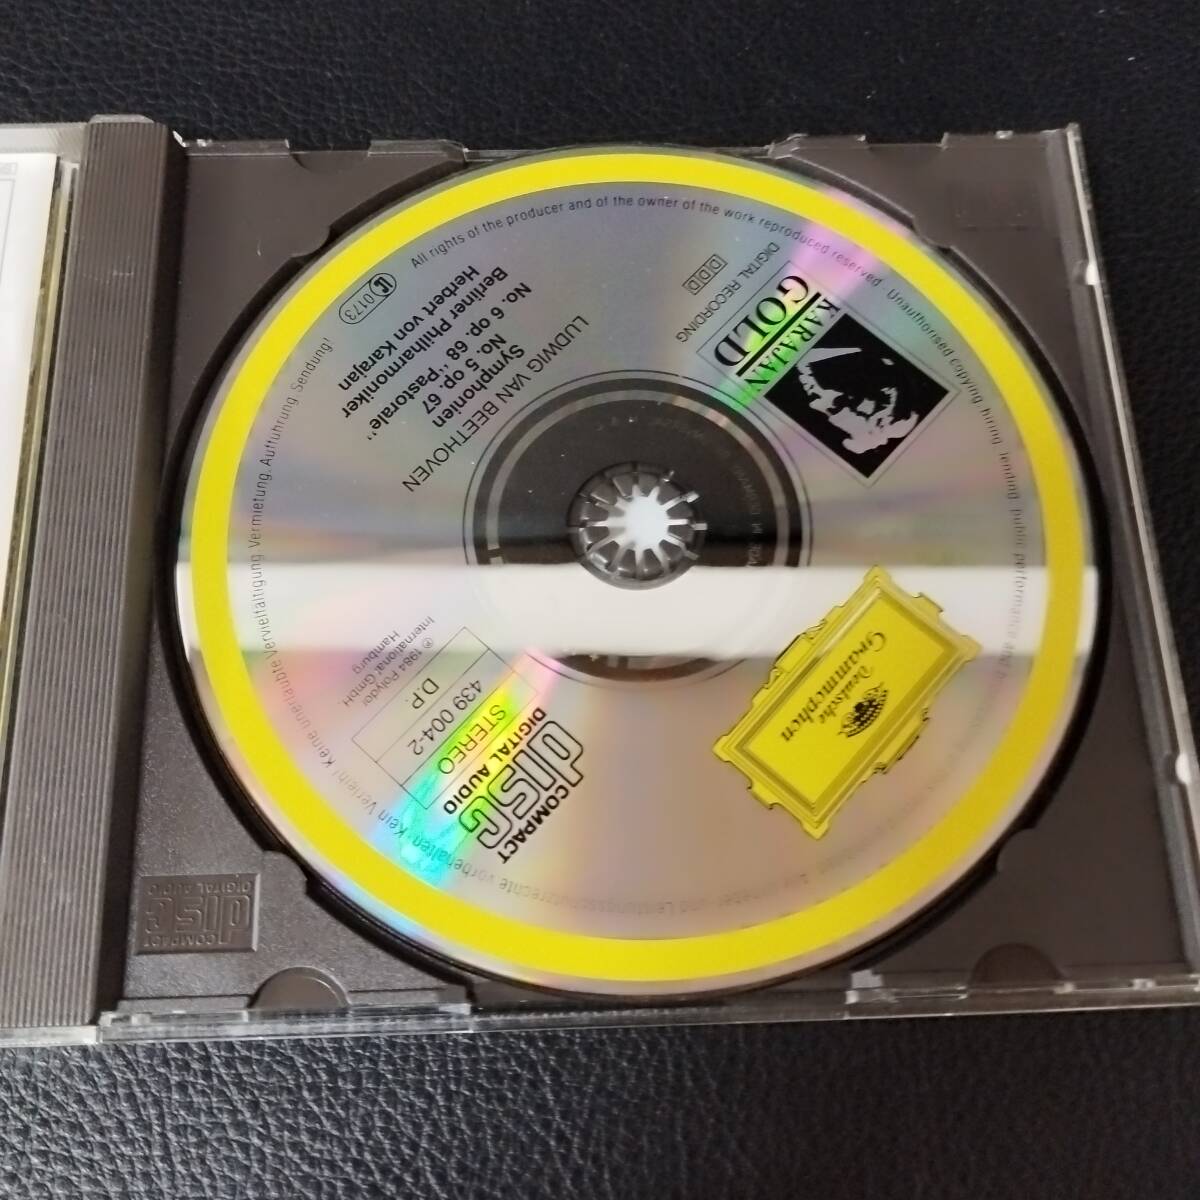 KARAJAN
GOLD
DIGITAL RECORDING
DDD
LUDWIG VAN BEETHOVEN
Symphonien
No. 5 op. 67
No. 6 op. 68 „Pastorale”
Berliner Philharmoniker
Herbert von Karajan
LC 0173
Deutsche
Grammophon
COMPACT
disc
DIGITAL AUDIO
STEREO
439 004-2
D.P.
℗ 1984 Polydor
International GmbH,
Hamburg
All rights of the producer and of the owner of the work reproduced reserved. Unauthorised copying, hiring, lending, public performance and
und Leistungsschutzrechte vorbehalten! Kein Verleih! Keine unerlaubte Vervielfältigung, Vermietung, Aufführung, Sendung!
COMPACT
disc
DIGITAL AUDIO